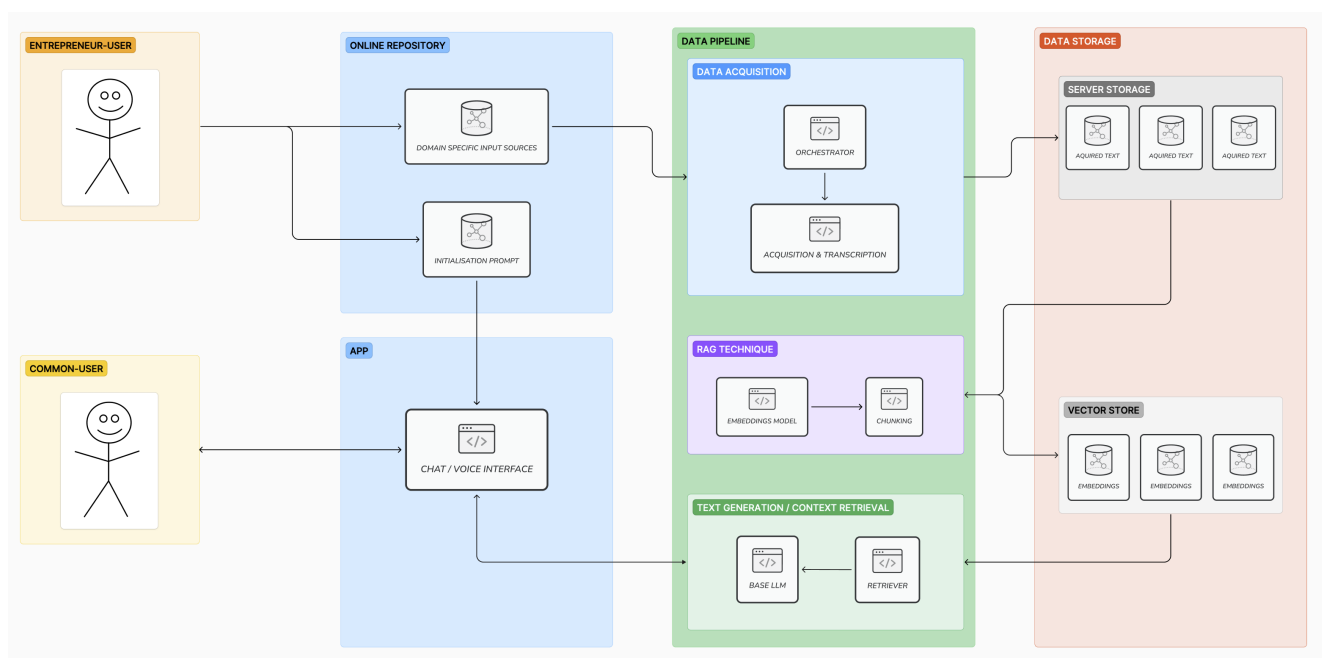 ENTREPRENEUR-USER
ONLINE REPOSITORY
DOMAIN SPECIFIC INPUT SOURCES
INITIALISATION PROMPT
DATA PIPELINE
DATA ACQUISITION
</>
ORCHESTRATOR
</>
ACQUISITION & TRANSCRIPTION
DATA STORAGE
SERVER STORAGE
AQUIRED TEXT
AQUIRED TEXT
AQUIRED TEXT
COMMON-USER
APP
</>
CHAT / VOICE INTERFACE
RAG TECHNIQUE
</>
EMBEDDINGS MODEL
</>
CHUNKING
VECTOR STORE
EMBEDDINGS
EMBEDDINGS
EMBEDDINGS
TEXT GENERATION / CONTEXT RETRIEVAL
</>
BASE LLM
</>
RETRIEVER